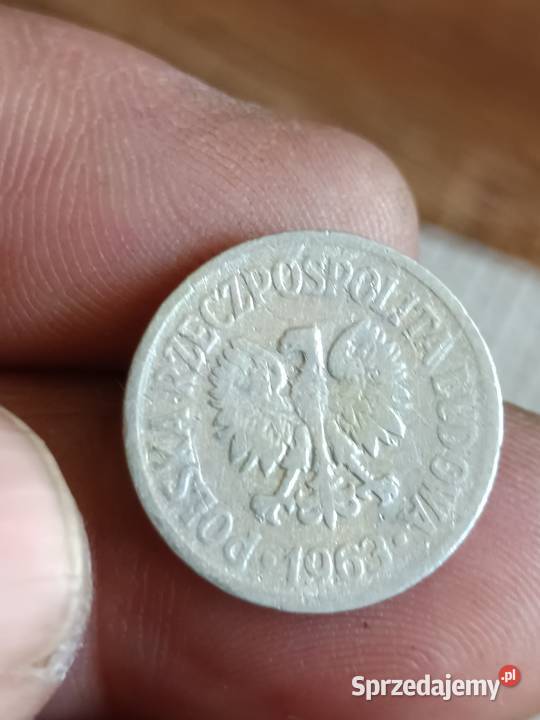 POLSKA RZECZPOSPOLITA LUDOWA
· 1963 ·
Sprzedajemy.pl